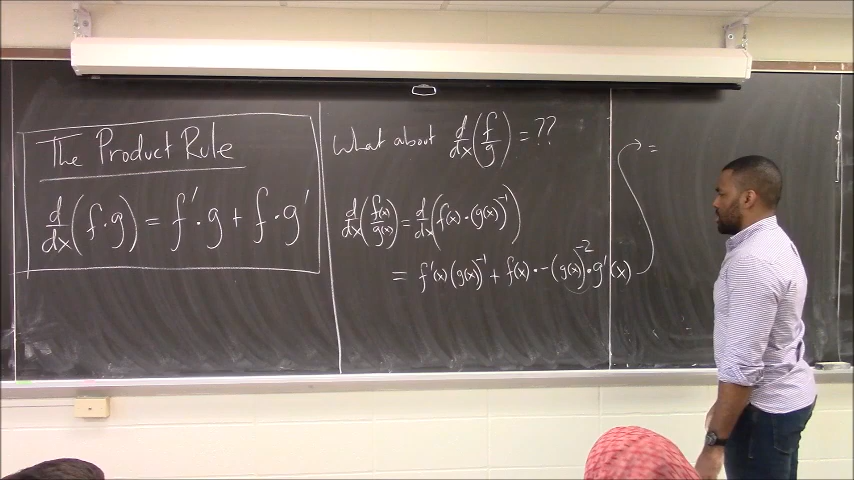 The Product Rule
d/dx (f·g) = f'·g + f·g'
What about d/dx (f/g) = ??
d/dx (f(x)/g(x)) = d/dx (f(x)·(g(x))⁻¹)
= f'(x)(g(x))⁻¹ + f(x)·-(g(x))⁻²·g'(x)
=